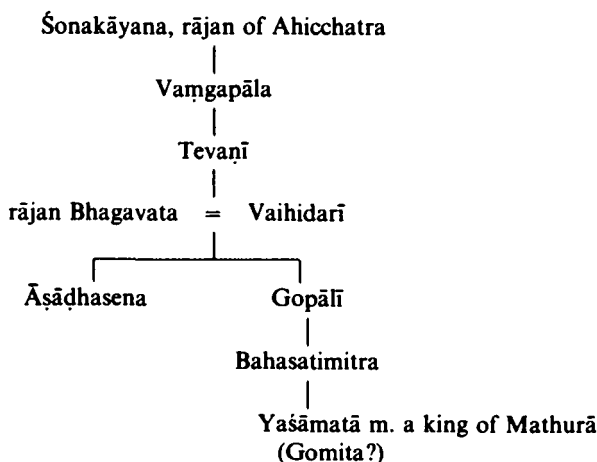 Śonakāyana, rājan of Ahicchatra
Vaṃgapāla
Tevaṇī
rājan Bhagavata = Vaihidarī
Āṣāḍhasena Gopālī
Bahasatimitra
Yaśāmatā m. a king of Mathurā
(Gomita?)